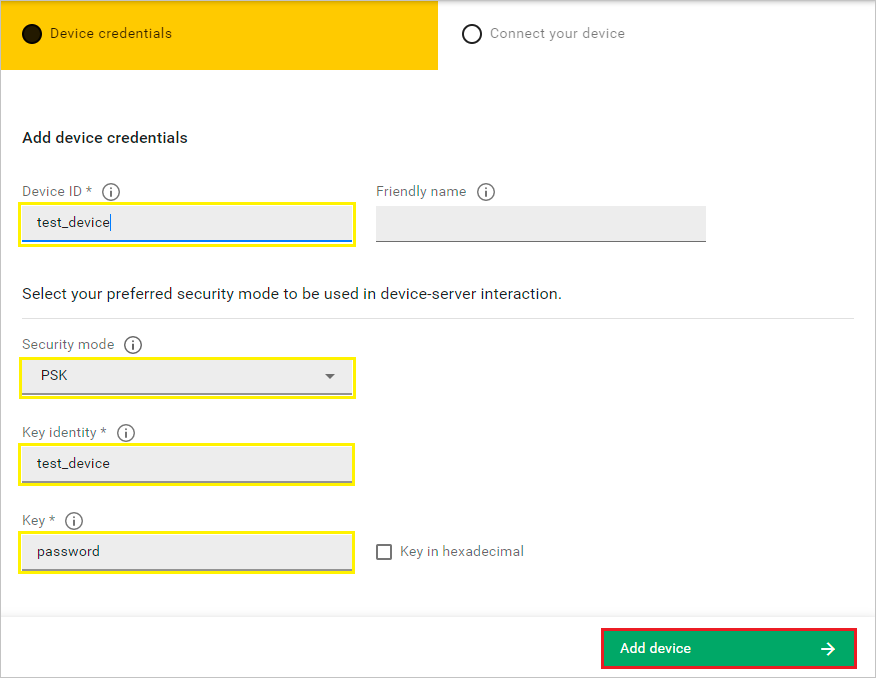 Device credentials
Connect your device
Add device credentials
Device ID *
Friendly name
test_device
Select your preferred security mode to be used in device-server interaction.
Security mode
PSK
Key identity *
test_device
Key *
password
Key in hexadecimal
Add device